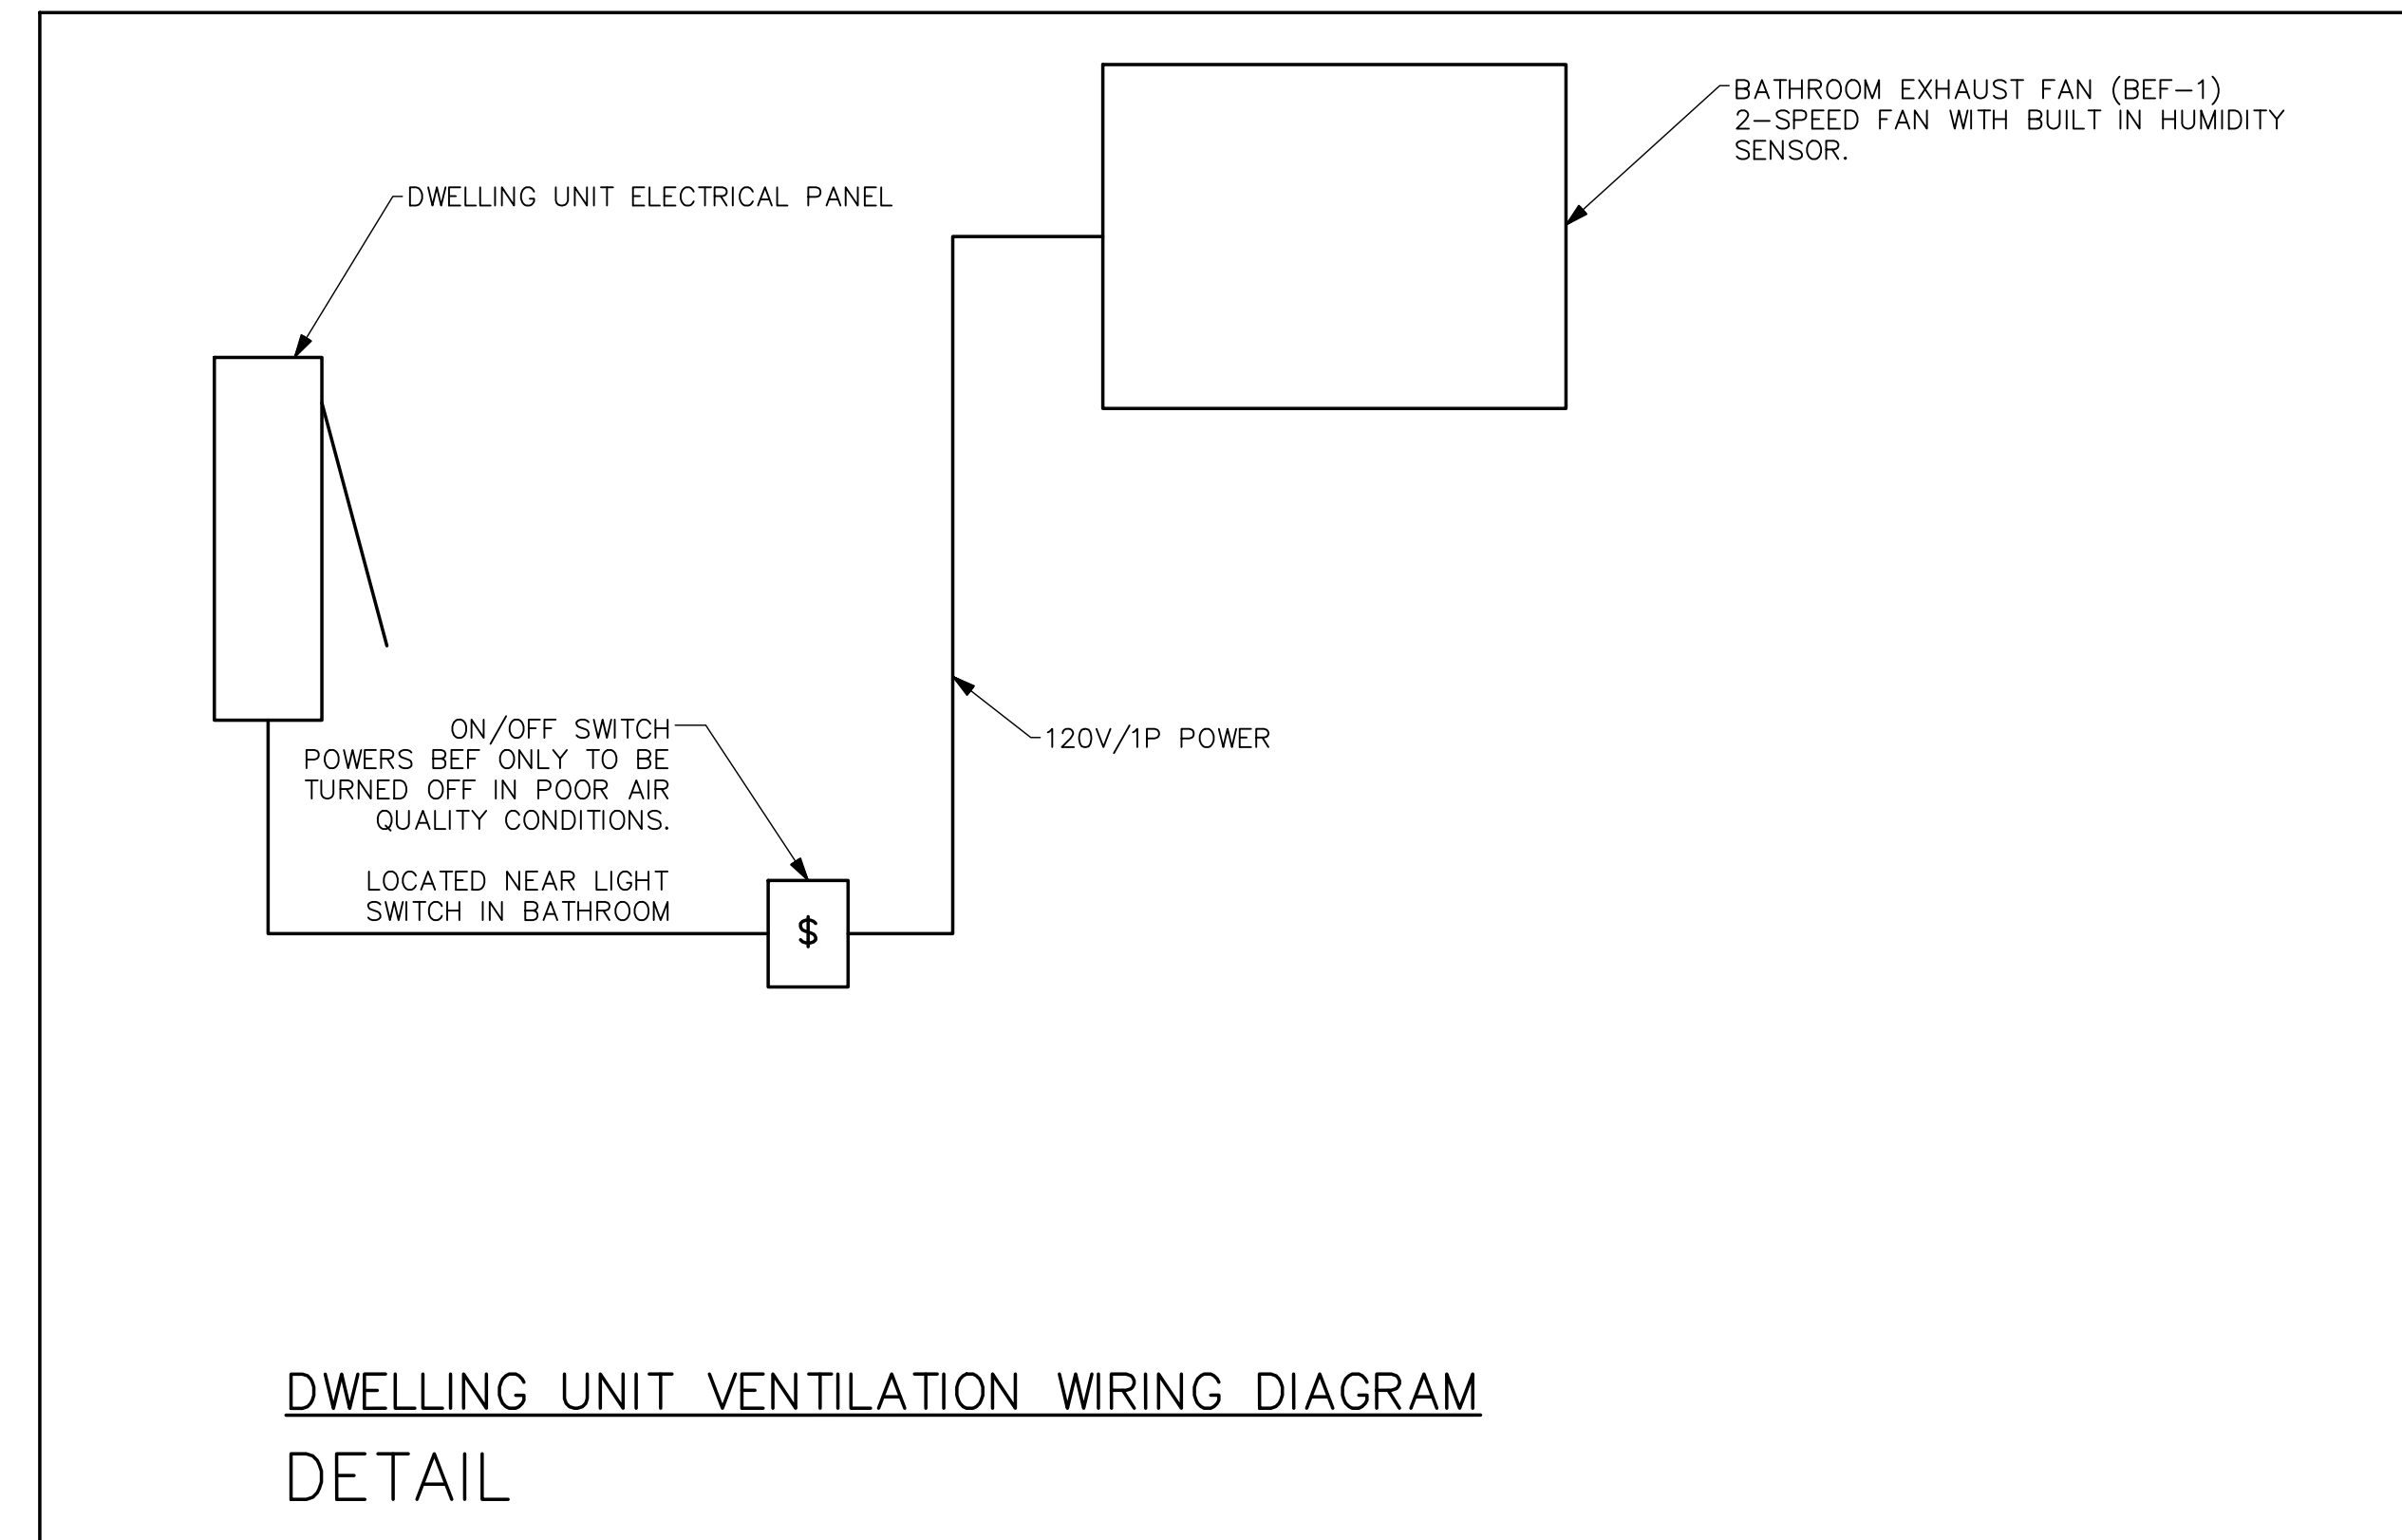 BATHROOM EXHAUST FAN (BEF-1)
2-SPEED FAN WITH BUILT IN HUMIDITY
SENSOR.
DWELLING UNIT ELECTRICAL PANEL
ON/OFF SWITCH
POWERS BEF ONLY TO BE
TURNED OFF IN POOR AIR
QUALITY CONDITIONS.
LOCATED NEAR LIGHT
SWITCH IN BATHROOM
120V/1P POWER
$
DWELLING UNIT VENTILATION WIRING DIAGRAM
DETAIL